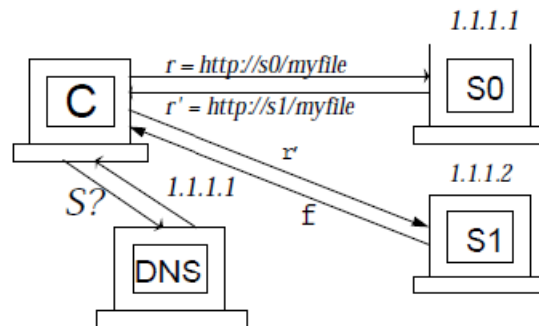 1.1.1.1
r = http://s0/myfile
C
S0
r' = http://s1/myfile
r'
1.1.1.2
1.1.1.1
S?
f
S1
DNS